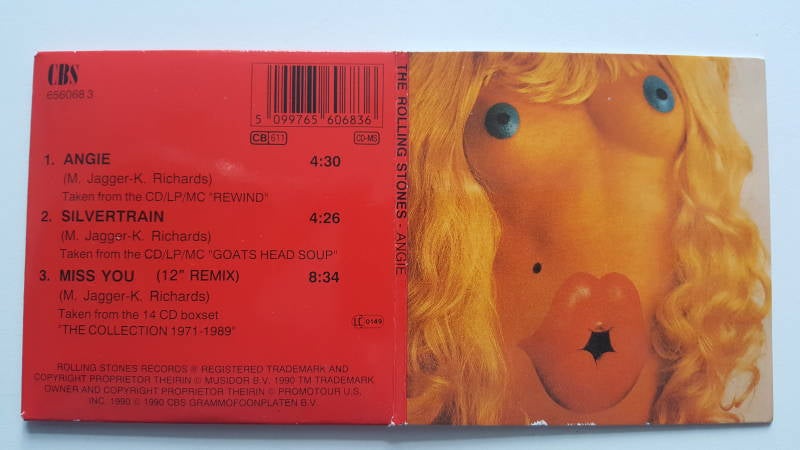 CBS
656068 3
5 099765 606836
CB 611
CD-MS
1. ANGIE 4:30
(M. Jagger-K. Richards)
Taken from the CD/LP/MC "REWIND"
2. SILVERTRAIN 4:26
(M. Jagger-K. Richards)
Taken from the CD/LP/MC "GOATS HEAD SOUP"
3. MISS YOU (12" REMIX) 8:34
(M. Jagger-K. Richards)
Taken from the 14 CD boxset
"THE COLLECTION 1971-1989"
LC 0149
ROLLING STONES RECORDS ® REGISTERED TRADEMARK AND
COPYRIGHT PROPRIETOR THEIRIN © MUSIDOR B.V. 1990 TM TRADEMARK
OWNER AND COPYRIGHT PROPRIETOR THEIRIN © PROMOTOUR U.S.
INC. 1990 © 1990 CBS GRAMMOFOONPLATEN B.V.
THE ROLLING STONES - ANGIE